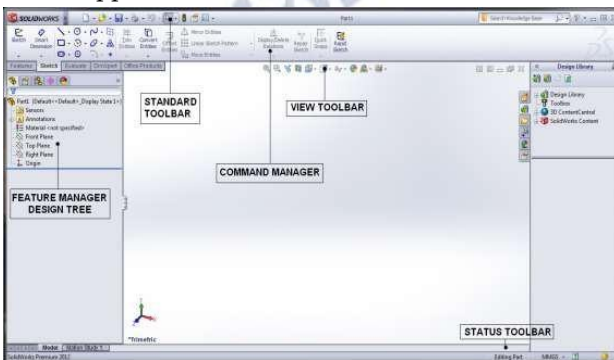 SOLIDWORKS
Part1
Search Knowledge Base
Sketch
Smart Dimension
Trim Entities
Convert Entities
Offset Entities
Mirror Entities
Linear Sketch Pattern
Move Entities
Display/Delete Relations
Repair Sketch
Quick Snaps
Rapid Sketch
Features
Sketch
Evaluate
DimXpert
Office Products
Design Library
Part1 (Default<<Default>_Display State 1>)
Sensors
Annotations
Material <not specified>
Front Plane
Top Plane
Right Plane
Origin
Design Library
Toolbox
3D ContentCentral
SolidWorks Content
STANDARD
TOOLBAR
VIEW TOOLBAR
COMMAND MANAGER
FEATURE MANAGER
DESIGN TREE
*Trimetric
STATUS TOOLBAR
Model
Motion Study 1
SolidWorks Premium 2012
Editing Part
MMGS